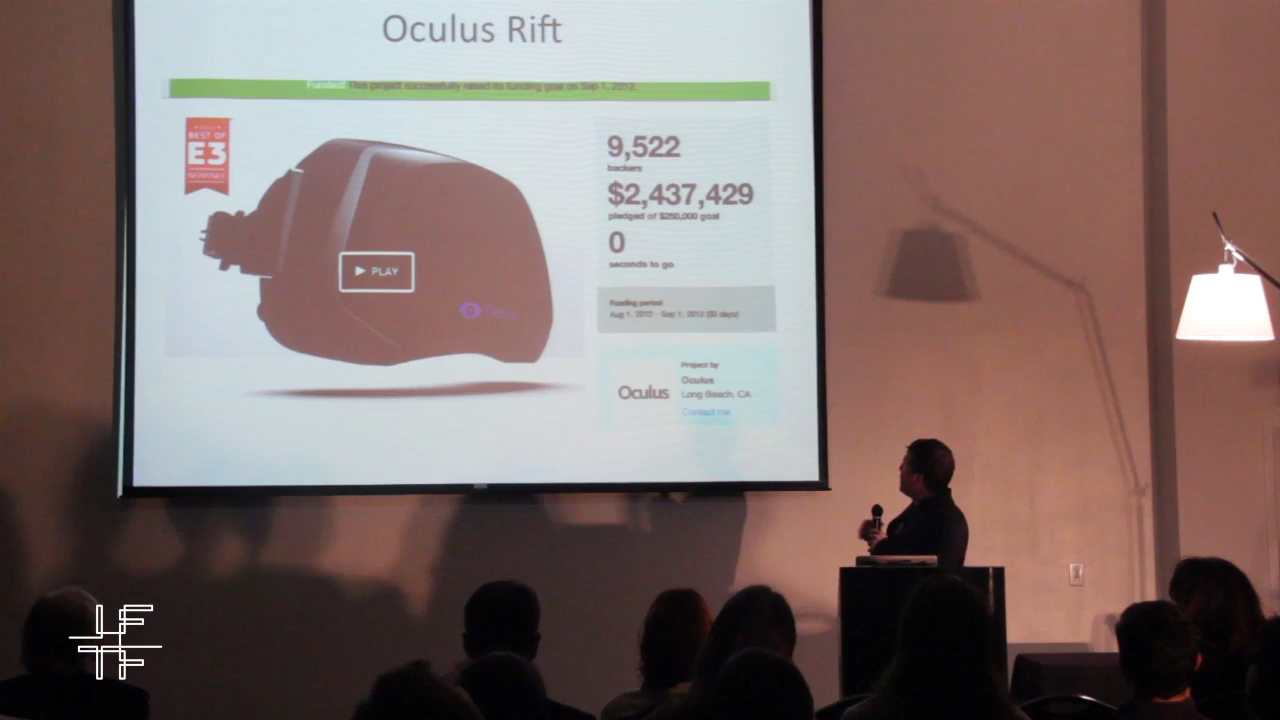 Oculus Rift
Funded! This project successfully raised its funding goal on Sep 1, 2012.
BEST OF
E3
9,522
backers
$2,437,429
pledged of $250,000 goal
0
seconds to go
PLAY
Funding period
Aug 1, 2012 - Sep 1, 2012 (30 days)
Project by
Oculus
Oculus
Long Beach, CA
Contact me